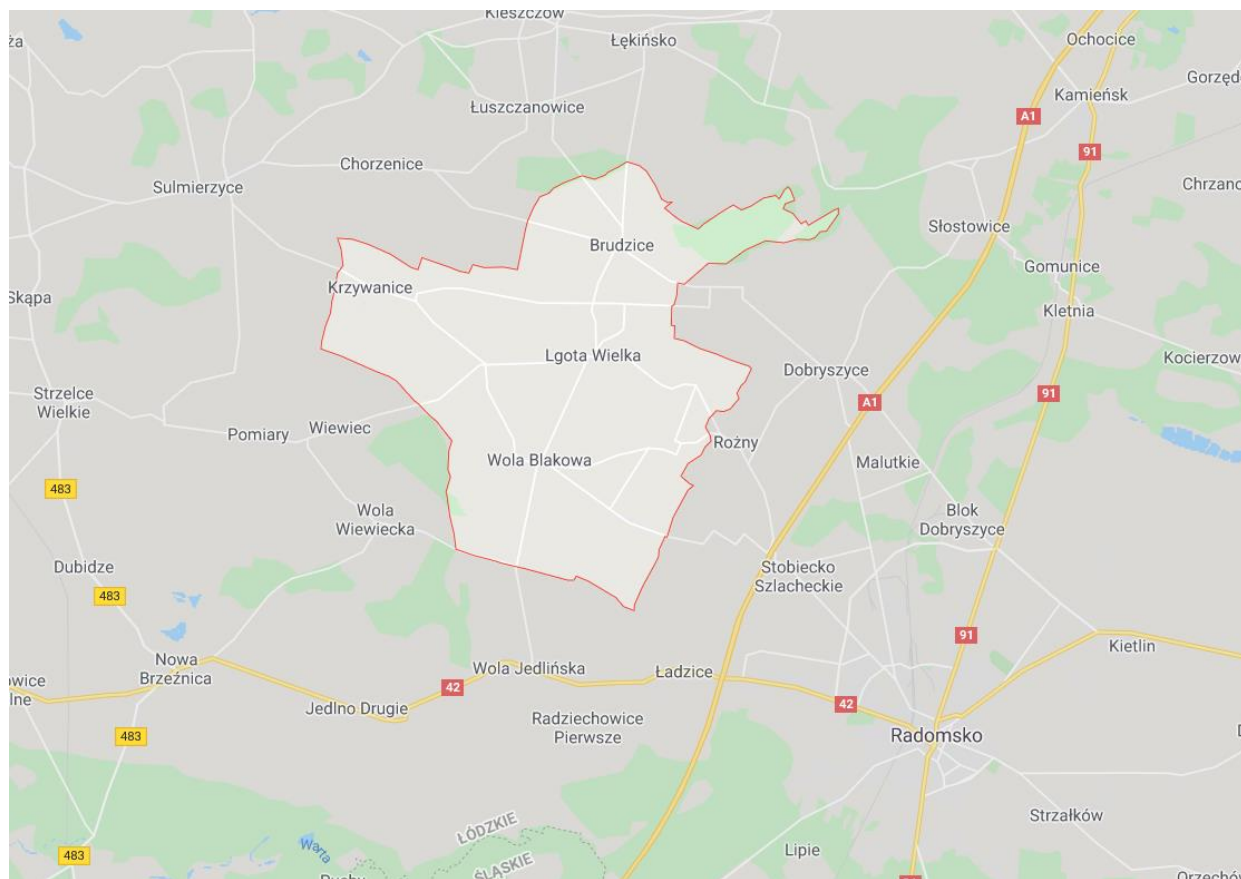 KIESZCZÓW
Łękińsko
Ochocice
Gorzęd
Kamieńsk
Łuszczanowice
A1
91
Chorzenice
Sulmierzyce
Chrzano
Słostowice
Brudzice
Gomunice
Krzywanice
Skąpa
Kletnia
Lgota Wielka
Kocierzow
Dobryszyce
Strzelce
Wielkie
91
A1
Pomiary
Wiewiec
Rożny
Wola Blakowa
Malutkie
483
Wola
Wiewiecka
Blok
Dobryszyce
Dubidze
Stobiecko
Szlacheckie
483
91
Kietlin
Nowa
Brzeźnica
Wola Jedlińska
Ładzice
owice
lne
42
Jedlno Drugie
42
Radziechowice
Pierwsze
483
Radomsko
Strzałków
ŁÓDZKIE
ŚLĄSKIE
Warta
483
Lipie
Orzechów